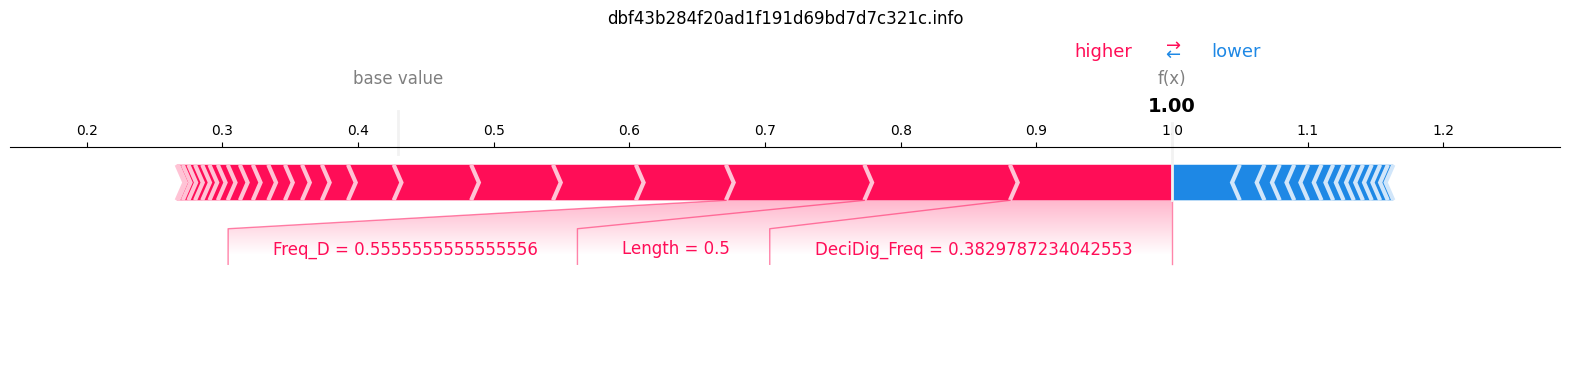 dbf43b284f20ad1f191d69bd7d7c321c.info
higher ⇄ lower
base value f(x)
1.00
0.2 0.3 0.4 0.5 0.6 0.7 0.8 0.9 1.0 1.1 1.2
Freq_D = 0.5555555555555556 Length = 0.5 DeciDig_Freq = 0.3829787234042553